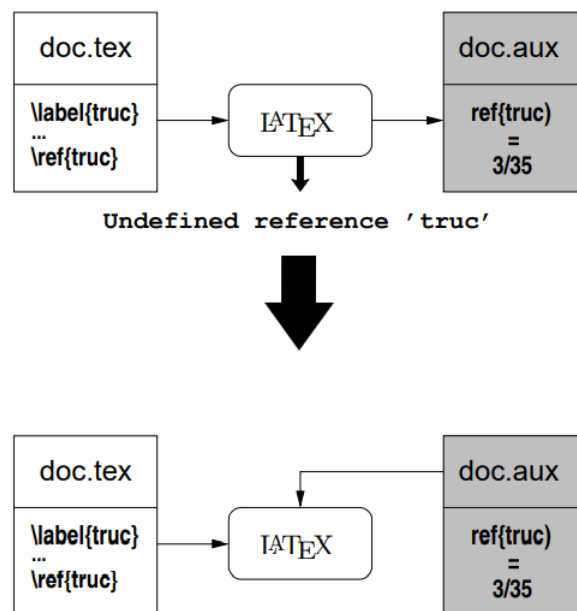 doc.tex
\label{truc}
...
\ref{truc}
LATEX
doc.aux
ref{truc)
=
3/35
Undefined reference ’truc’
doc.tex
\label{truc}
...
\ref{truc}
LATEX
doc.aux
ref{truc)
=
3/35